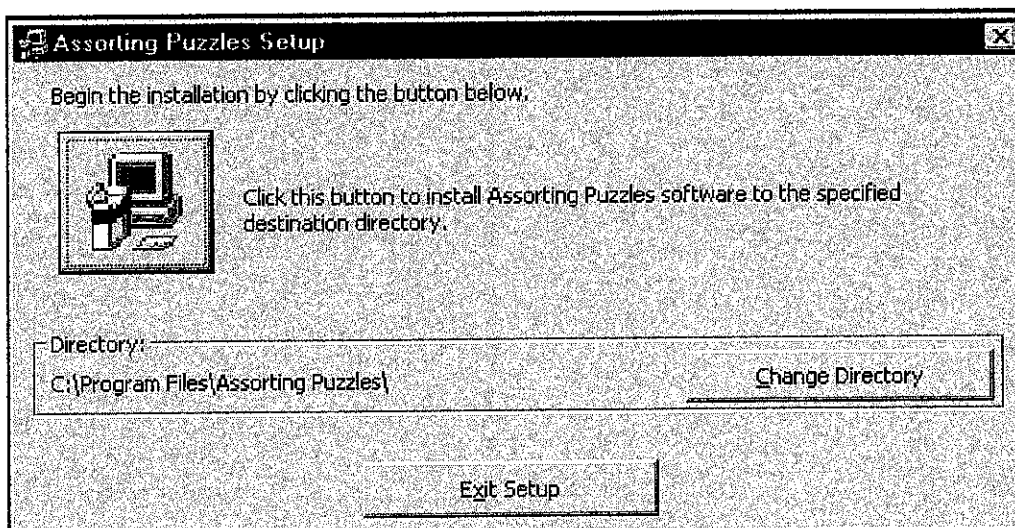 Assorting Puzzles Setup
Begin the installation by clicking the button below.
Click this button to install Assorting Puzzles software to the specified
destination directory.
Directory:
C:\Program Files\Assorting Puzzles\
Change Directory
Exit Setup